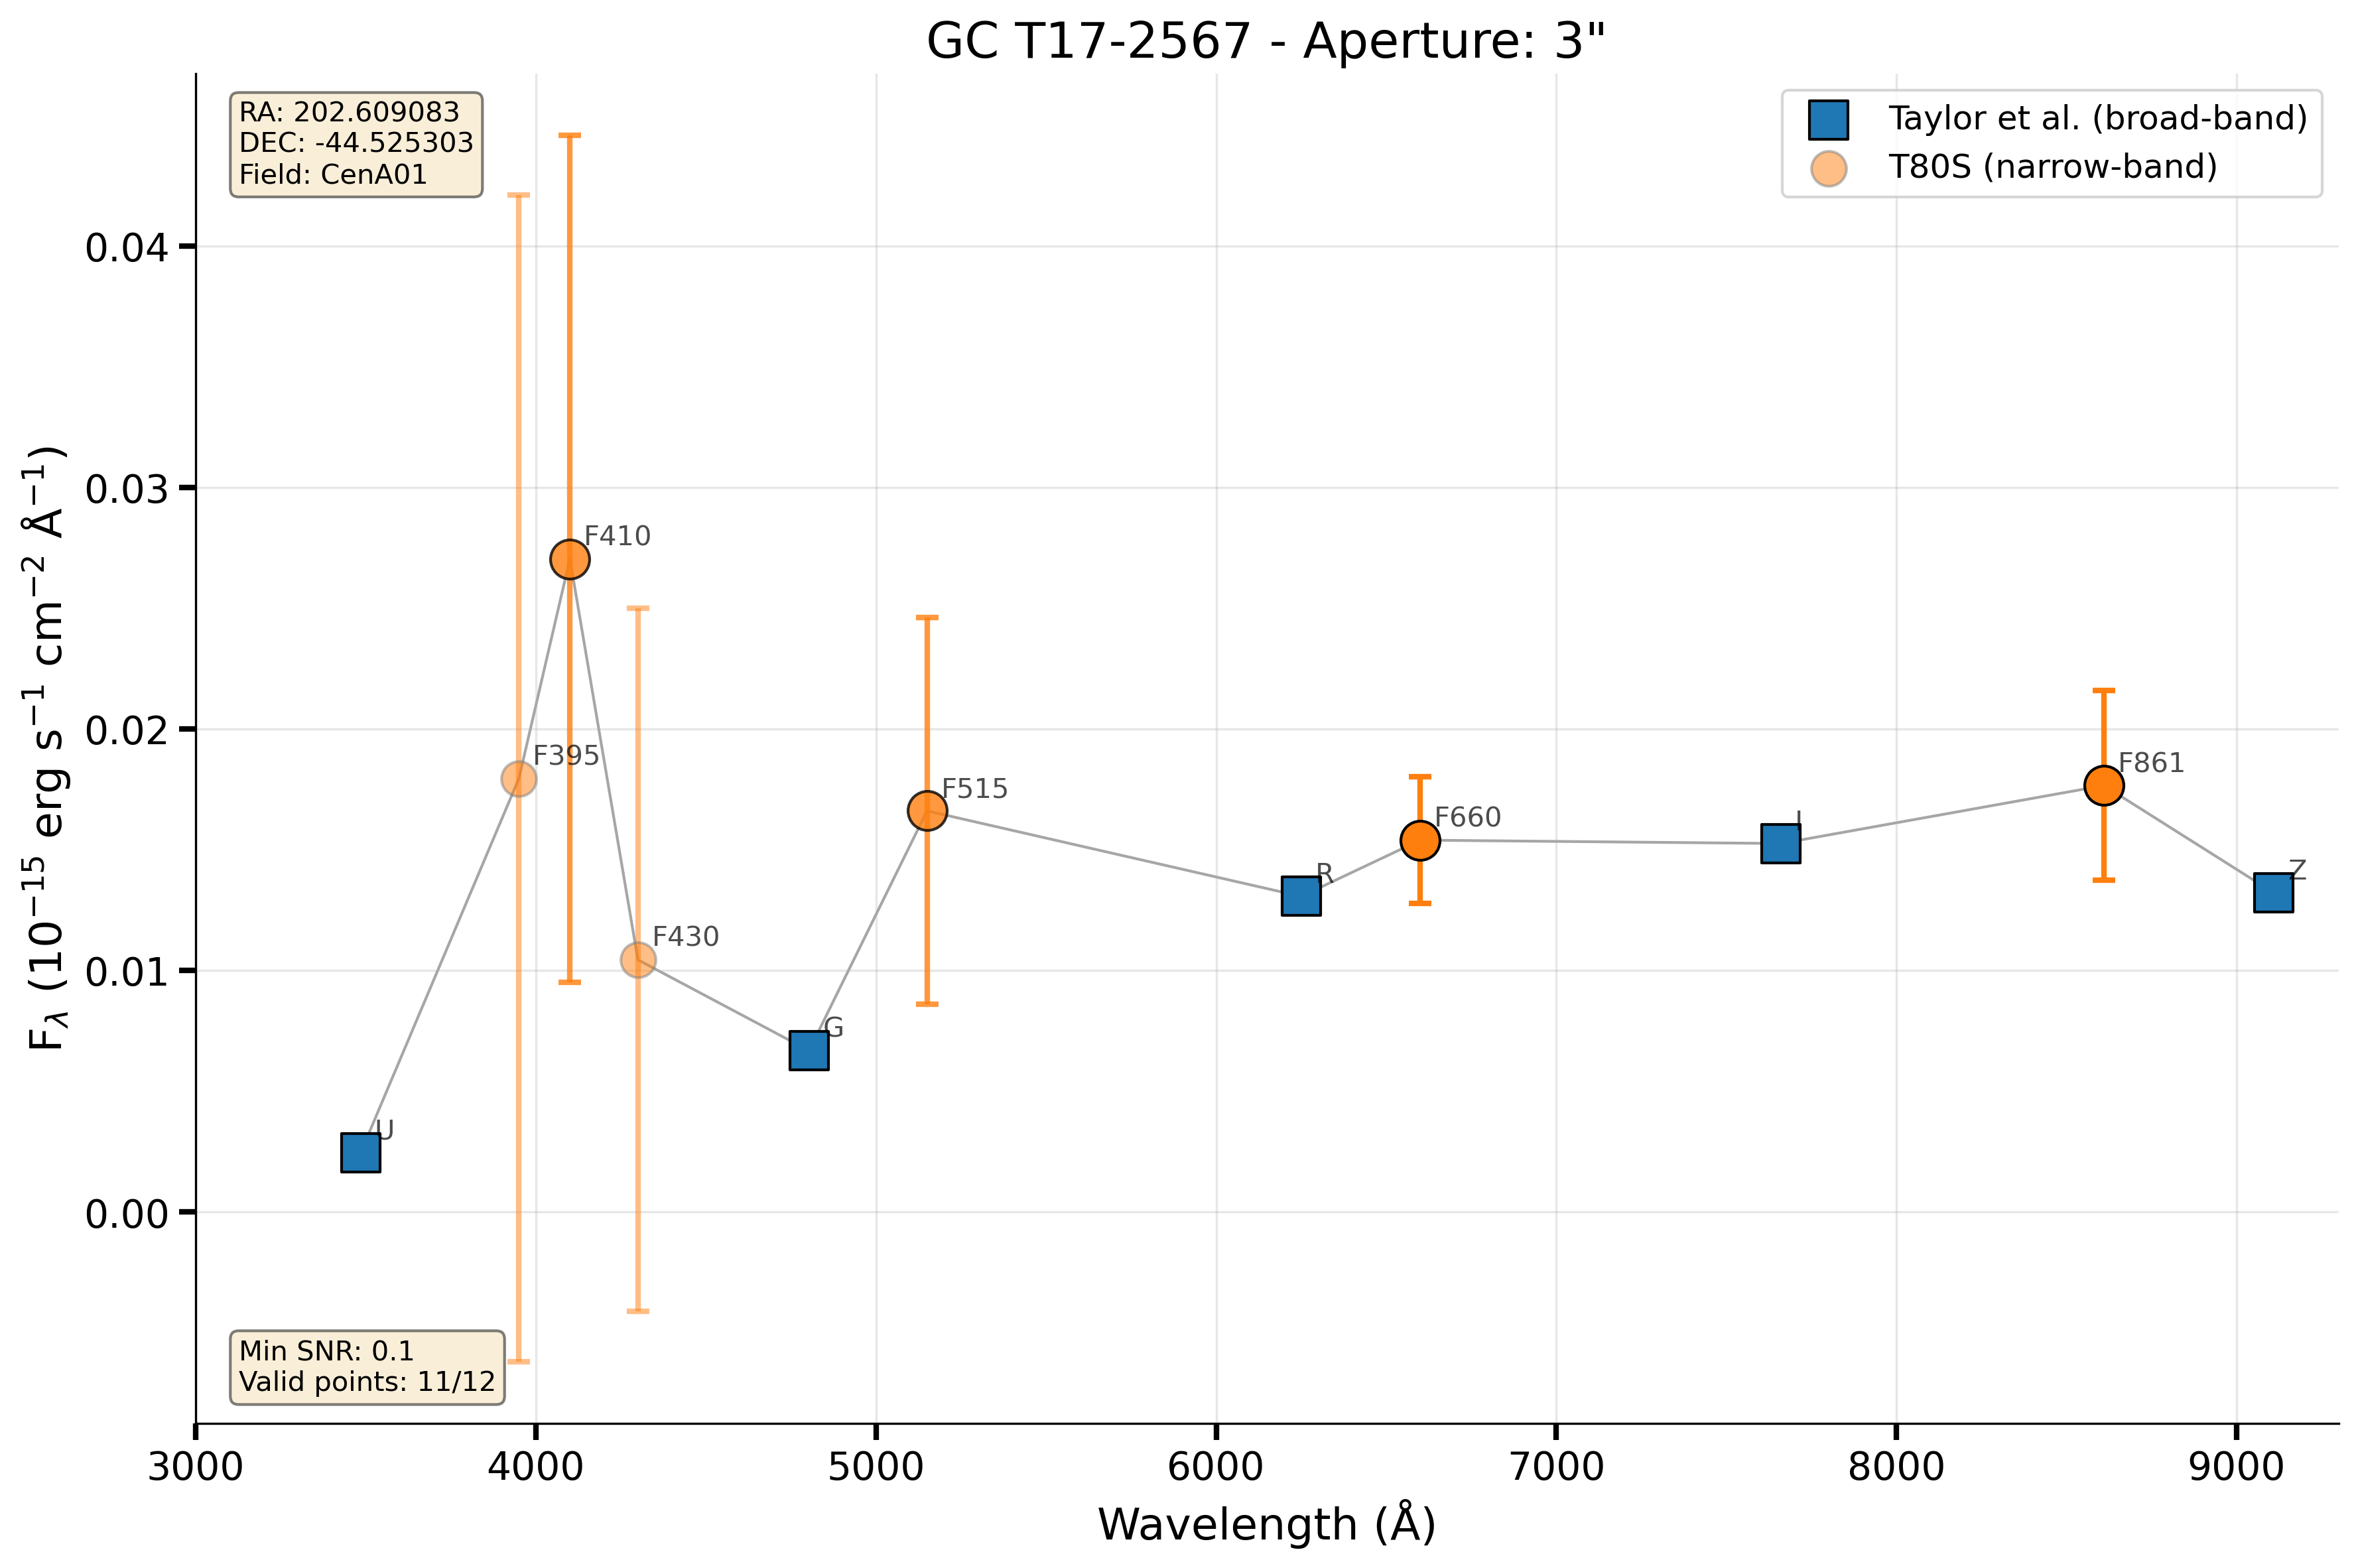 GC T17-2567 - Aperture: 3"
RA: 202.609083
DEC: -44.525303
Field: CenA01
Taylor et al. (broad-band)
T80S (narrow-band)
F_λ (10⁻¹⁵ erg s⁻¹ cm⁻² Å⁻¹)
0.04
0.03
0.02
0.01
0.00
U
F395
F410
F430
G
F515
R
F660
I
F861
Z
Min SNR: 0.1
Valid points: 11/12
3000 4000 5000 6000 7000 8000 9000
Wavelength (Å)